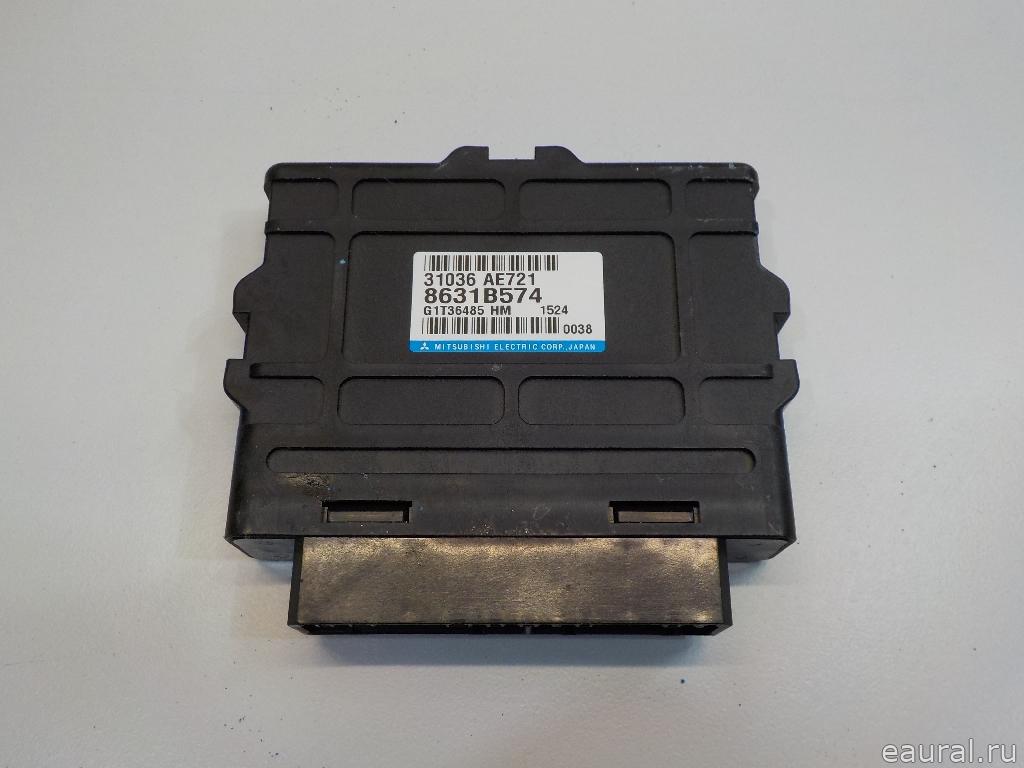 31036 AE721
8631B574
G1T36485 HM 1524
0038
MITSUBISHI ELECTRIC CORP., JAPAN
eaural.ru